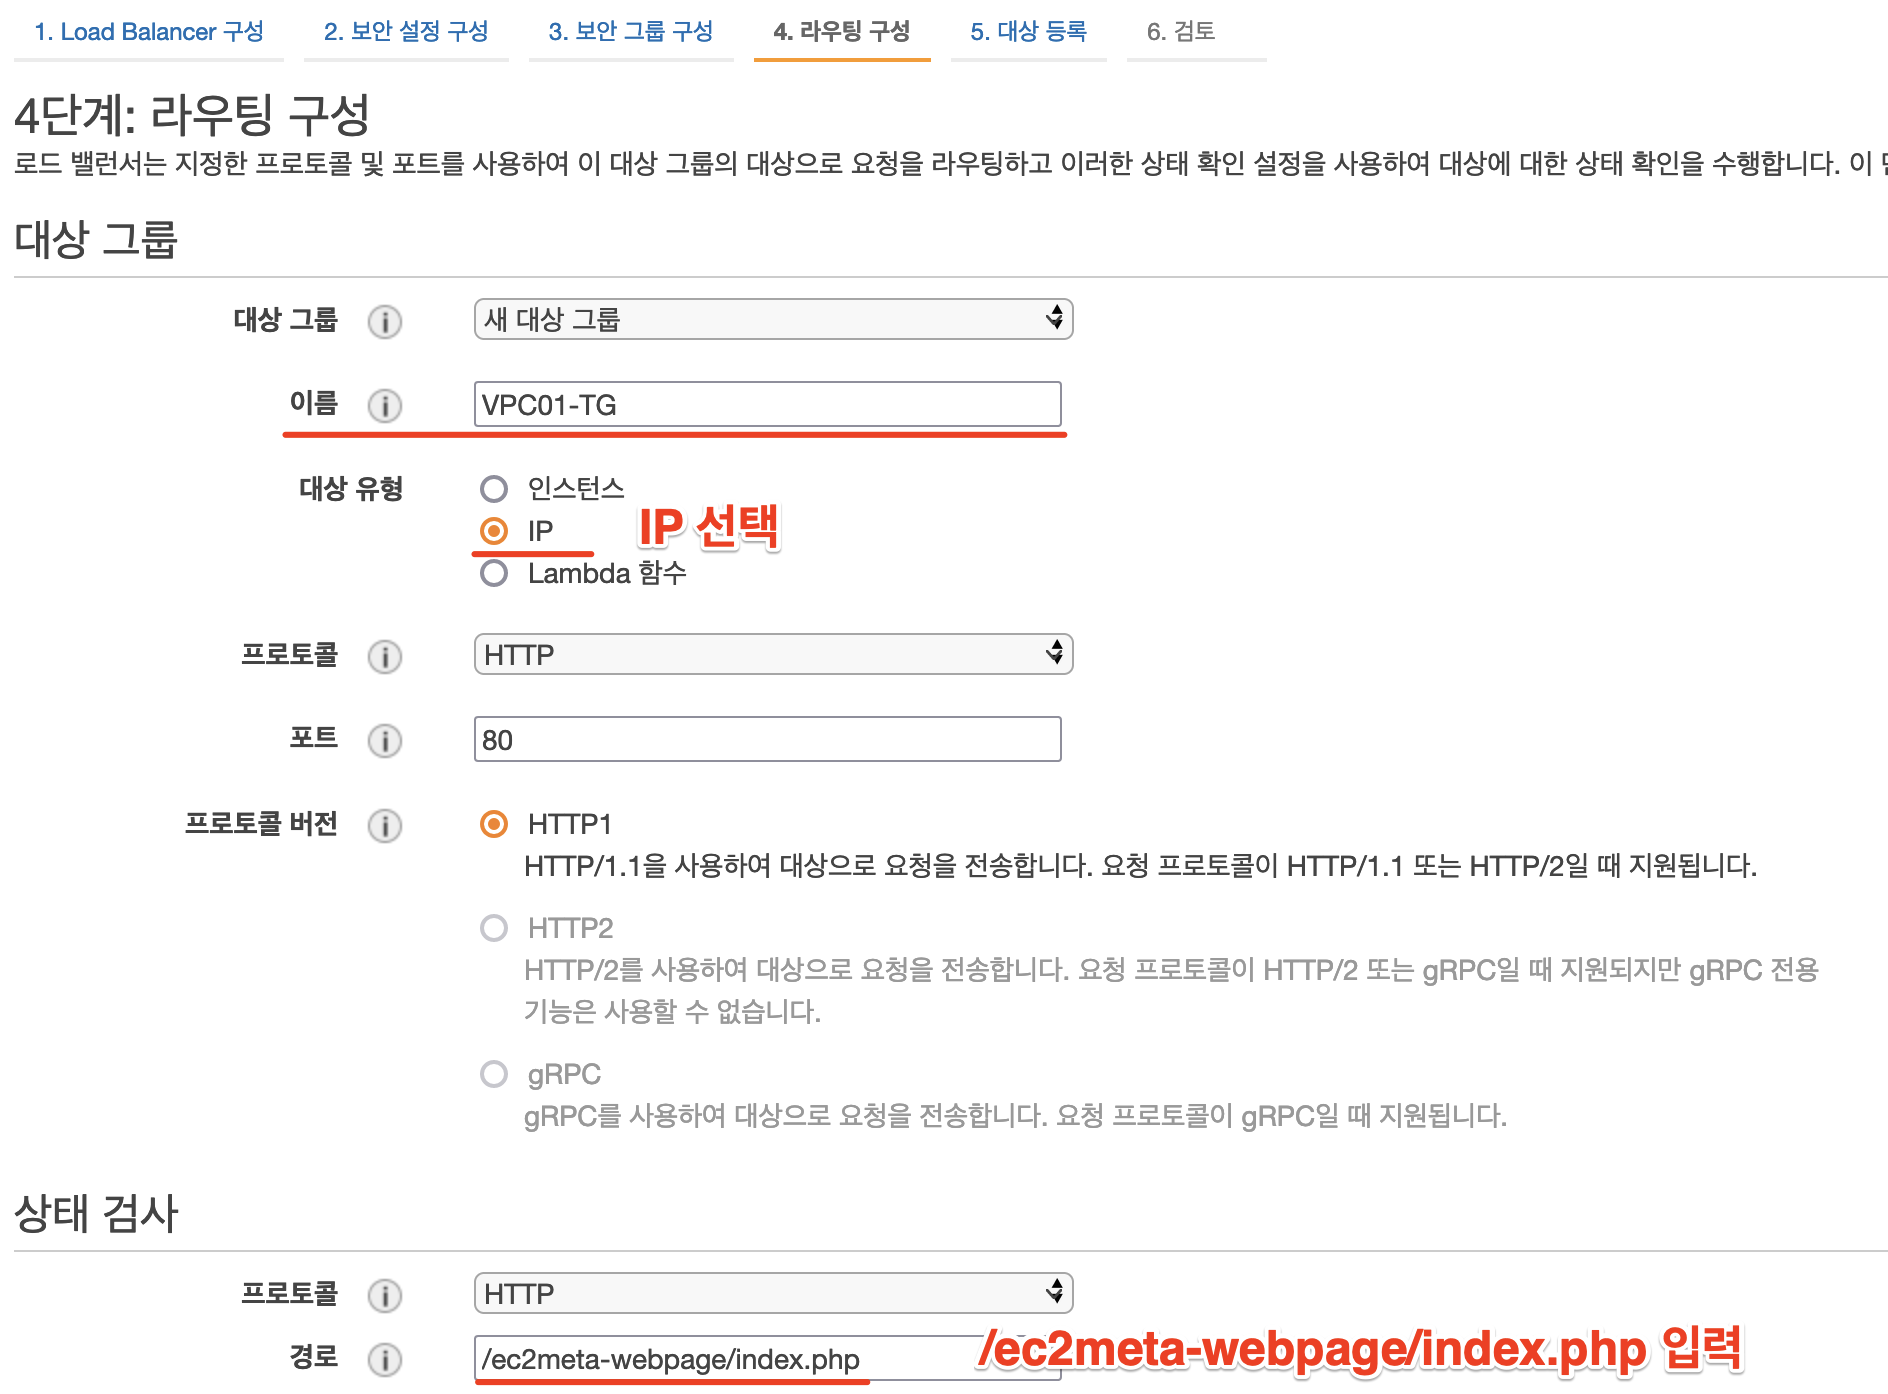 1. Load Balancer 구성 2. 보안 설정 구성 3. 보안 그룹 구성 4. 라우팅 구성 5. 대상 등록 6. 검토
4단계: 라우팅 구성
로드 밸런서는 지정한 프로토콜 및 포트를 사용하여 이 대상 그룹의 대상으로 요청을 라우팅하고 이러한 상태 확인 설정을 사용하여 대상에 대한 상태 확인을 수행합니다. 이
대상 그룹
대상 그룹 새 대상 그룹
이름 VPC01-TG
대상 유형 인스턴스
IP IP 선택
Lambda 함수
프로토콜 HTTP
포트 80
프로토콜 버전 HTTP1
HTTP/1.1을 사용하여 대상으로 요청을 전송합니다. 요청 프로토콜이 HTTP/1.1 또는 HTTP/2일 때 지원됩니다.
HTTP2
HTTP/2를 사용하여 대상으로 요청을 전송합니다. 요청 프로토콜이 HTTP/2 또는 gRPC일 때 지원되지만 gRPC 전용
기능은 사용할 수 없습니다.
gRPC
gRPC를 사용하여 대상으로 요청을 전송합니다. 요청 프로토콜이 gRPC일 때 지원됩니다.
상태 검사
프로토콜 HTTP
경로 /ec2meta-webpage/index.php /ec2meta-webpage/index.php 입력